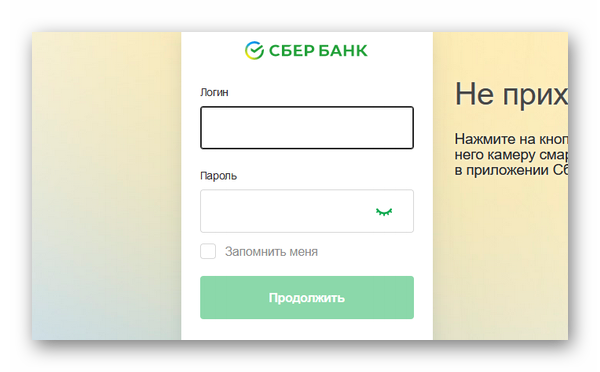 СБЕР БАНК
Логин
Пароль
Запомнить меня
Продолжить
Не прих
Нажмите на кноп
него камеру смар
в приложении Сб